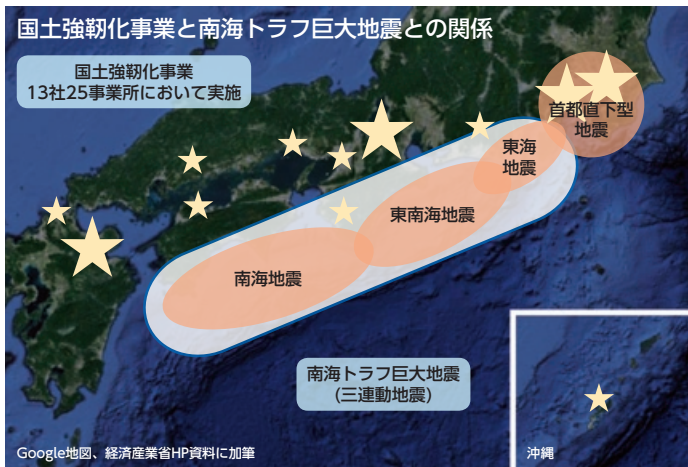 国土強靭化事業と南海トラフ巨大地震との関係
国土強靭化事業
13社25事業所において実施
首都直下型
地震
東海
地震
東南海地震
南海地震
南海トラフ巨大地震
(三連動地震)
Google地図、経済産業省HP資料に加筆
沖縄